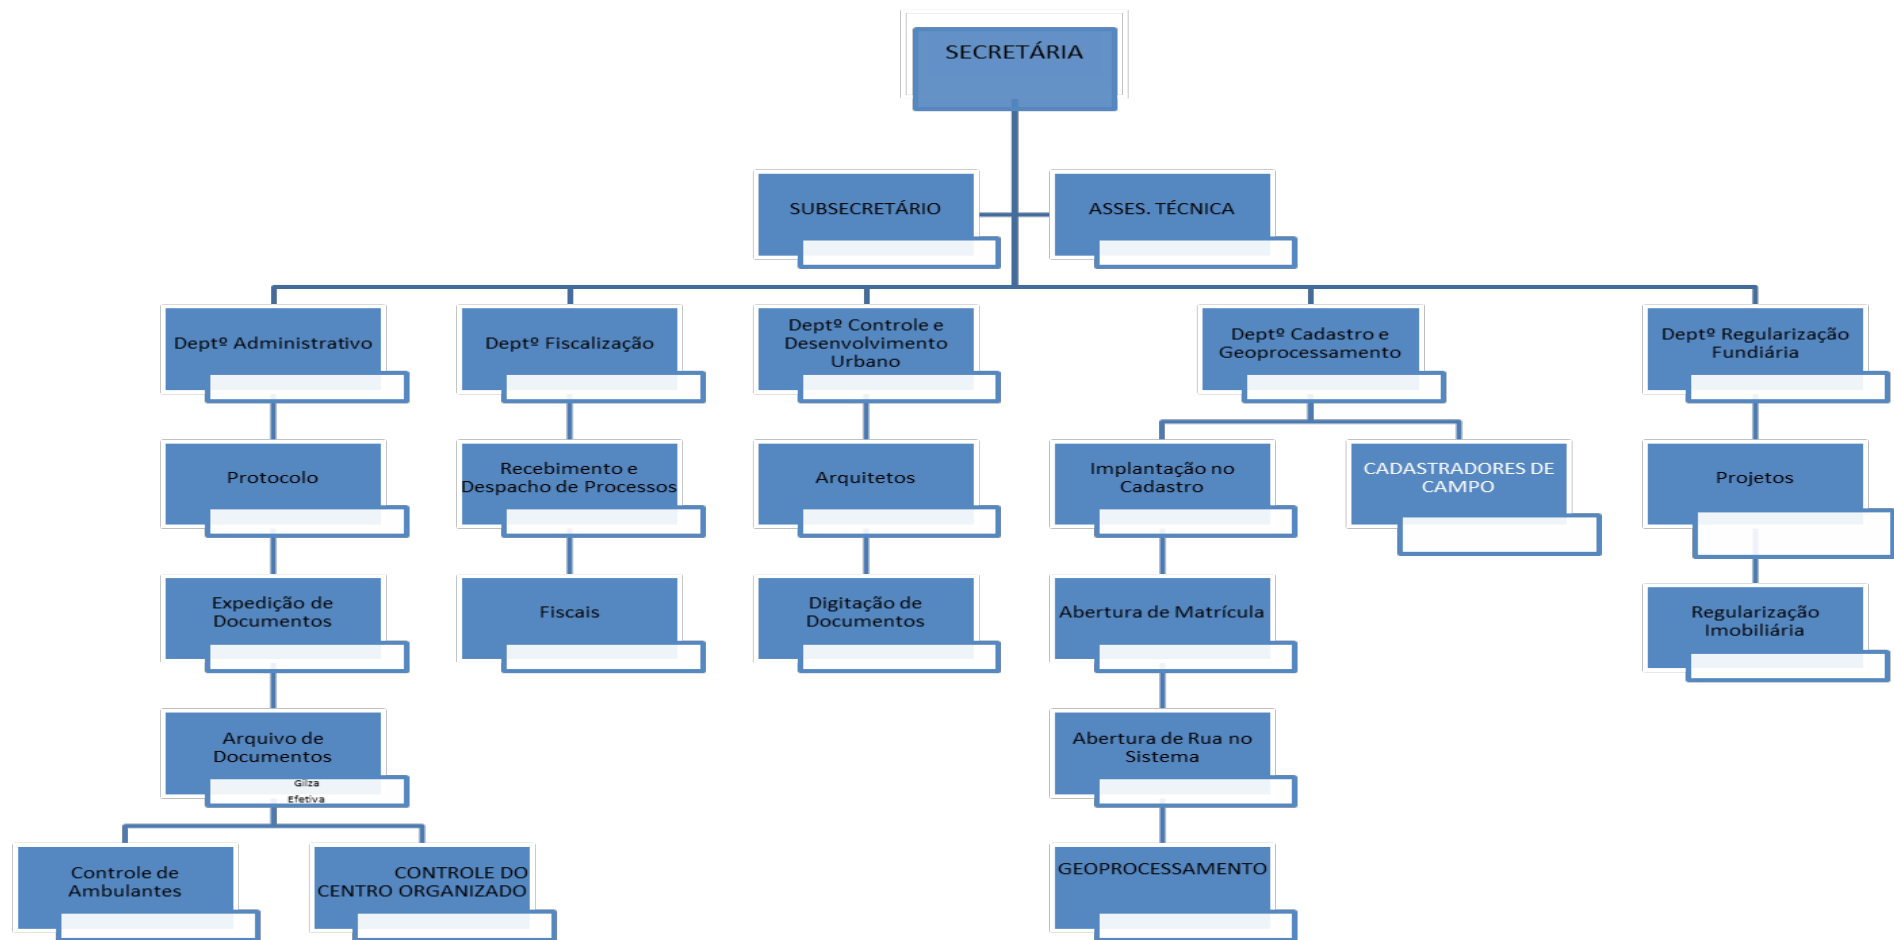 SECRETÁRIA
SUBSECRETÁRIO
ASSES. TÉCNICA
Deptº Administrativo
Deptº Fiscalização
Deptº Controle e
Desenvolvimento
Urbano
Deptº Cadastro e
Geoprocessamento
Deptº Regularização
Fundiária
Protocolo
Recebimento e
Despacho de Processos
Arquitetos
Implantação no
Cadastro
CADASTRADORES DE
CAMPO
Projetos
Expedição de
Documentos
Fiscais
Digitação de
Documentos
Abertura de Matrícula
Regularização
Imobiliária
Arquivo de
Documentos
Gilza
Efetiva
Abertura de Rua no
Sistema
Controle de
Ambulantes
CONTROLE DO
CENTRO ORGANIZADO
GEOPROCESSAMENTO